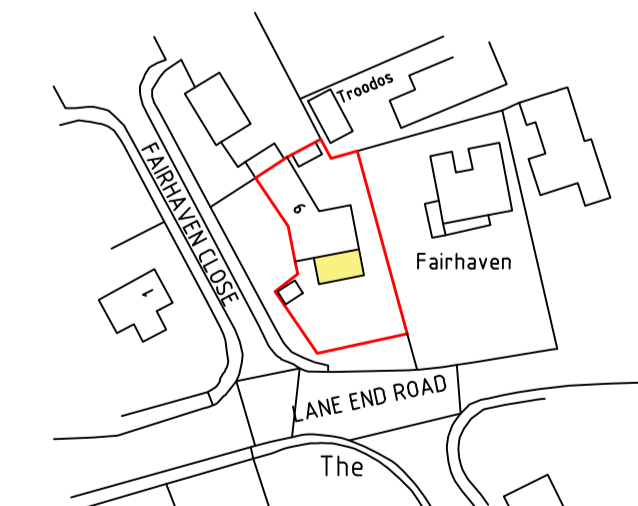 Troodos
FAIRHAVEN CLOSE
6
Fairhaven
1
LANE END ROAD
The